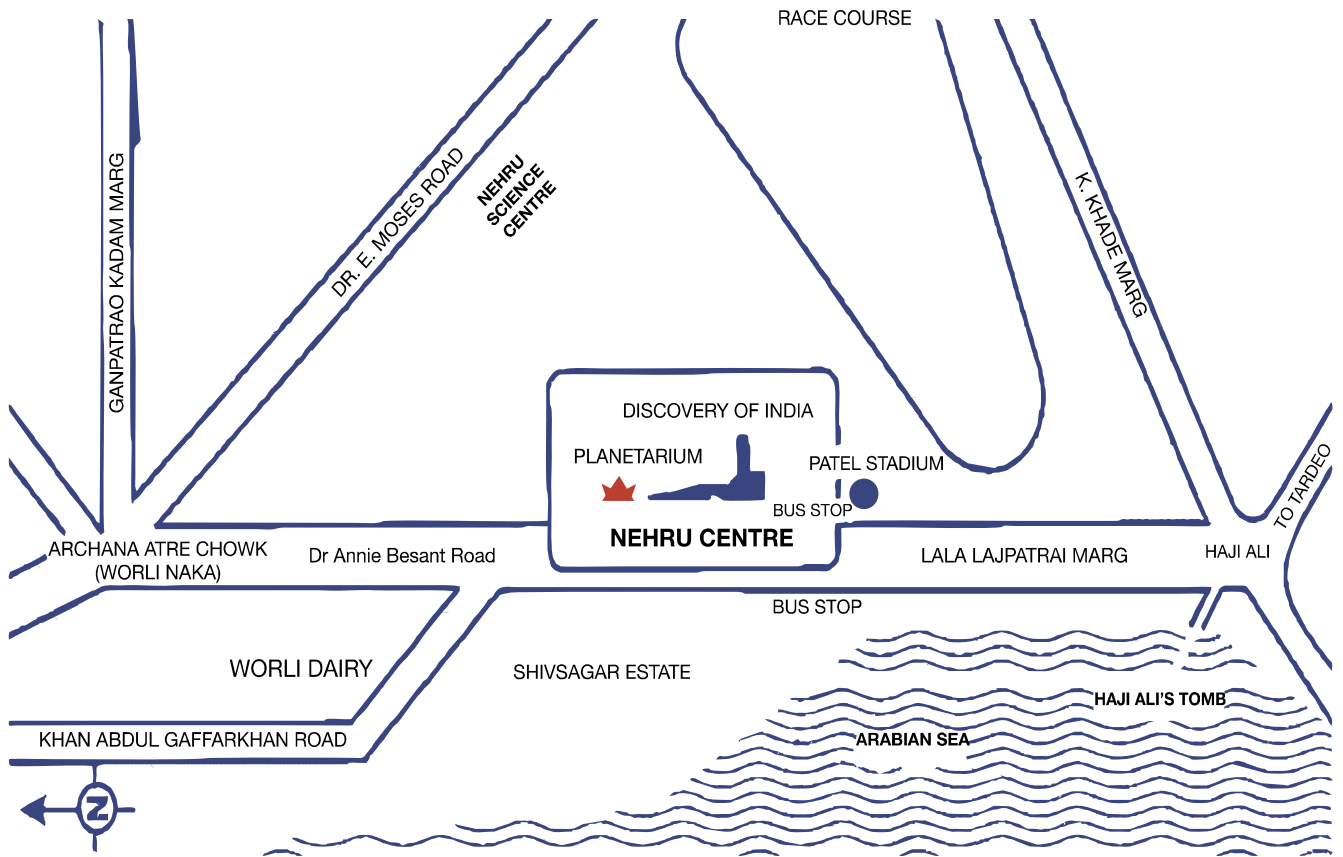 RACE COURSE
GANPATRAO KADAM MARG
DR. E. MOSES ROAD
NEHRU
SCIENCE
CENTRE
K. KHADE MARG
DISCOVERY OF INDIA
PLANETARIUM
PATEL STADIUM
BUS STOP
NEHRU CENTRE
TO TARDEO
ARCHANA ATRE CHOWK
(WORLI NAKA)
Dr Annie Besant Road
LALA LAJPATRAI MARG
HAJI ALI
BUS STOP
WORLI DAIRY
SHIVSAGAR ESTATE
HAJI ALI'S TOMB
ARABIAN SEA
KHAN ABDUL GAFFARKHAN ROAD
N